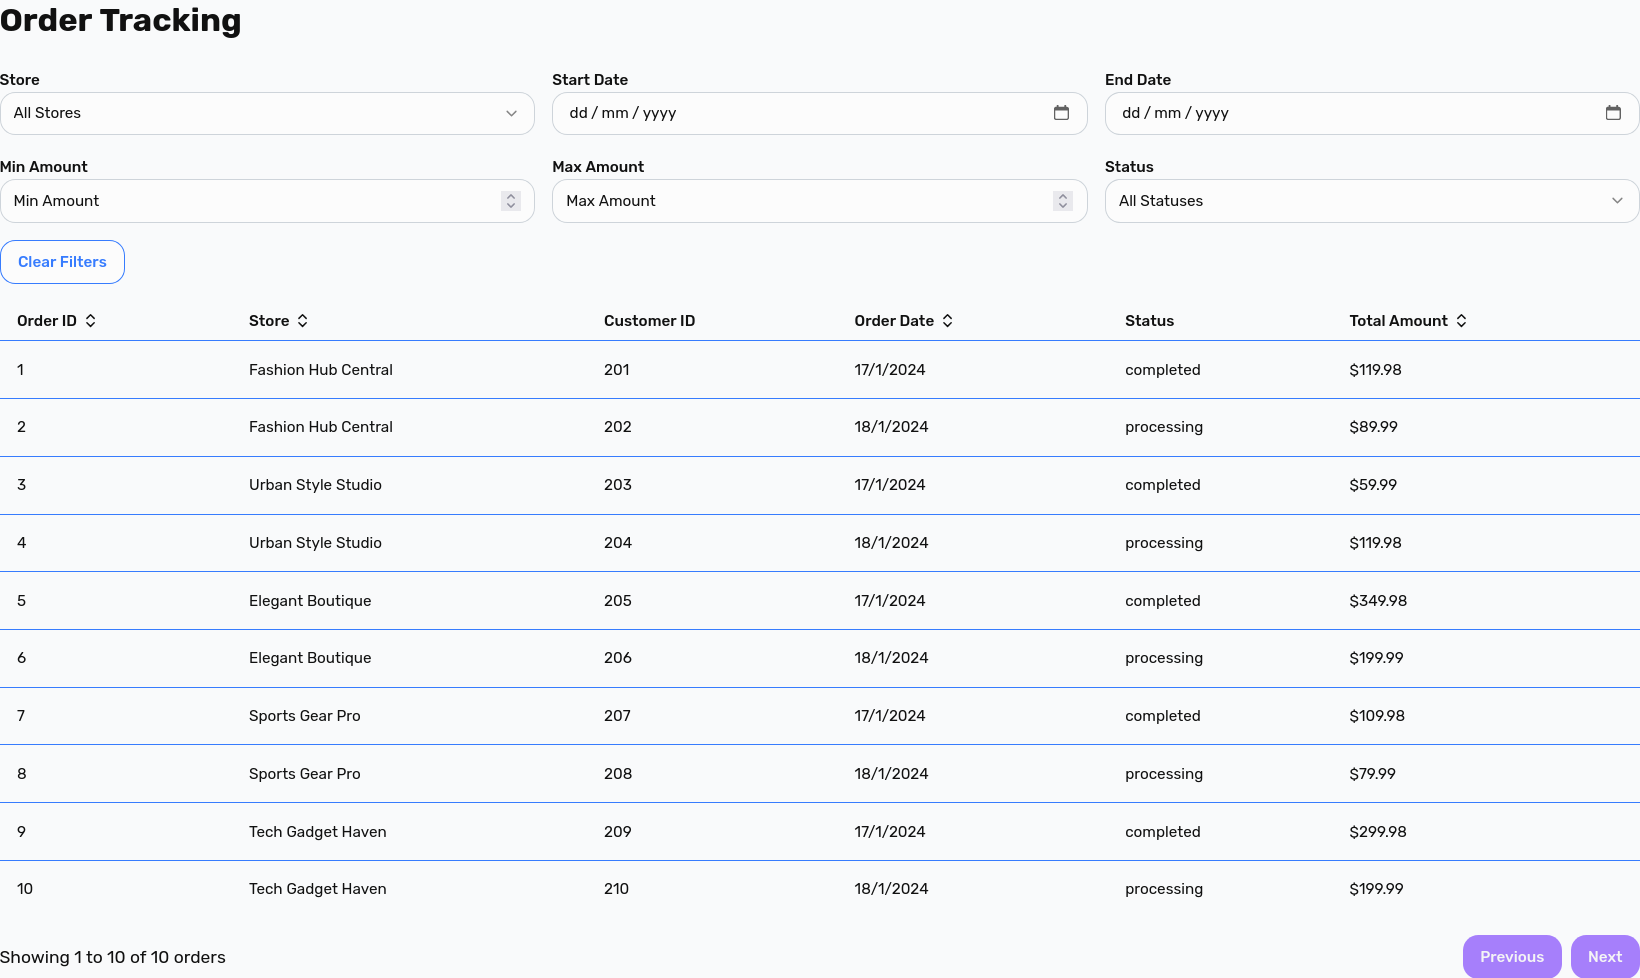 Order Tracking
Store Start Date End Date
All Stores dd / mm / yyyy dd / mm / yyyy
Min Amount Max Amount Status
Min Amount Max Amount All Statuses
Clear Filters
Order ID Store Customer ID Order Date Status Total Amount
1 Fashion Hub Central 201 17/1/2024 completed $119.98
2 Fashion Hub Central 202 18/1/2024 processing $89.99
3 Urban Style Studio 203 17/1/2024 completed $59.99
4 Urban Style Studio 204 18/1/2024 processing $119.98
5 Elegant Boutique 205 17/1/2024 completed $349.98
6 Elegant Boutique 206 18/1/2024 processing $199.99
7 Sports Gear Pro 207 17/1/2024 completed $109.98
8 Sports Gear Pro 208 18/1/2024 processing $79.99
9 Tech Gadget Haven 209 17/1/2024 completed $299.98
10 Tech Gadget Haven 210 18/1/2024 processing $199.99
Showing 1 to 10 of 10 orders Previous Next